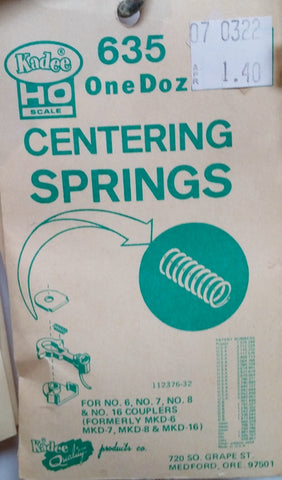 Kadee
HO
SCALE
635
One Doz
07 0322
APR
1.40
CENTERING
SPRINGS
112376-32
FOR NO. 6, NO. 7, NO. 8
& NO. 16 COUPLERS
(FORMERLY MKD-6
MKD-7, MKD-8 & MKD-16)
Kadee
Quality
products co.
720 SO. GRAPE ST.
MEDFORD, ORE. 97501